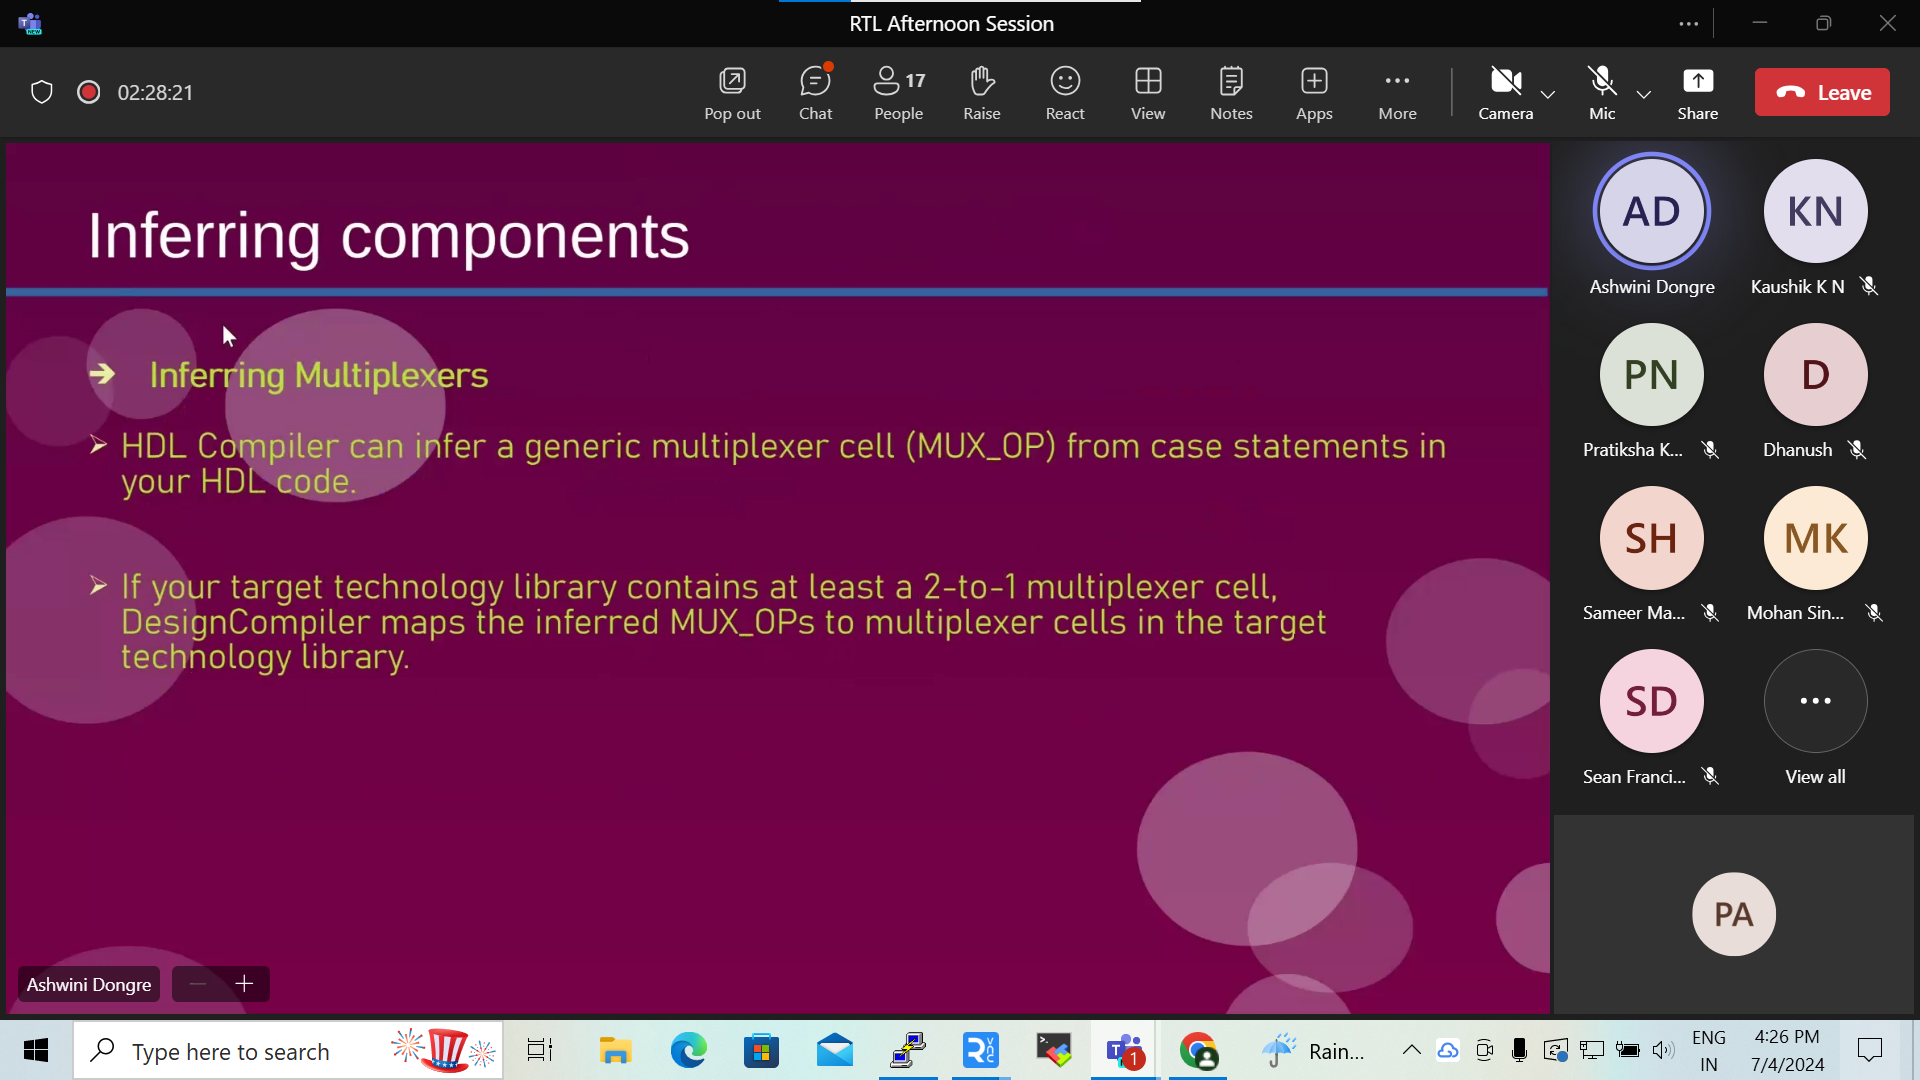 RTL Afternoon Session
02:28:21
Pop out
Chat
17
People
Raise
React
View
Notes
Apps
More
Camera
Mic
Share
Leave
Inferring components
➔ Inferring Multiplexers
➢ HDL Compiler can infer a generic multiplexer cell (MUX_OP) from case statements in
your HDL code.
➢ If your target technology library contains at least a 2-to-1 multiplexer cell,
DesignCompiler maps the inferred MUX_OPs to multiplexer cells in the target
technology library.
Ashwini Dongre
AD
Ashwini Dongre
KN
Kaushik K N
PN
Pratiksha K...
D
Dhanush
SH
Sameer Ma...
MK
Mohan Sin...
SD
Sean Franci...
View all
PA
Type here to search
1
Rain...
ENG
IN
4:26 PM
7/4/2024